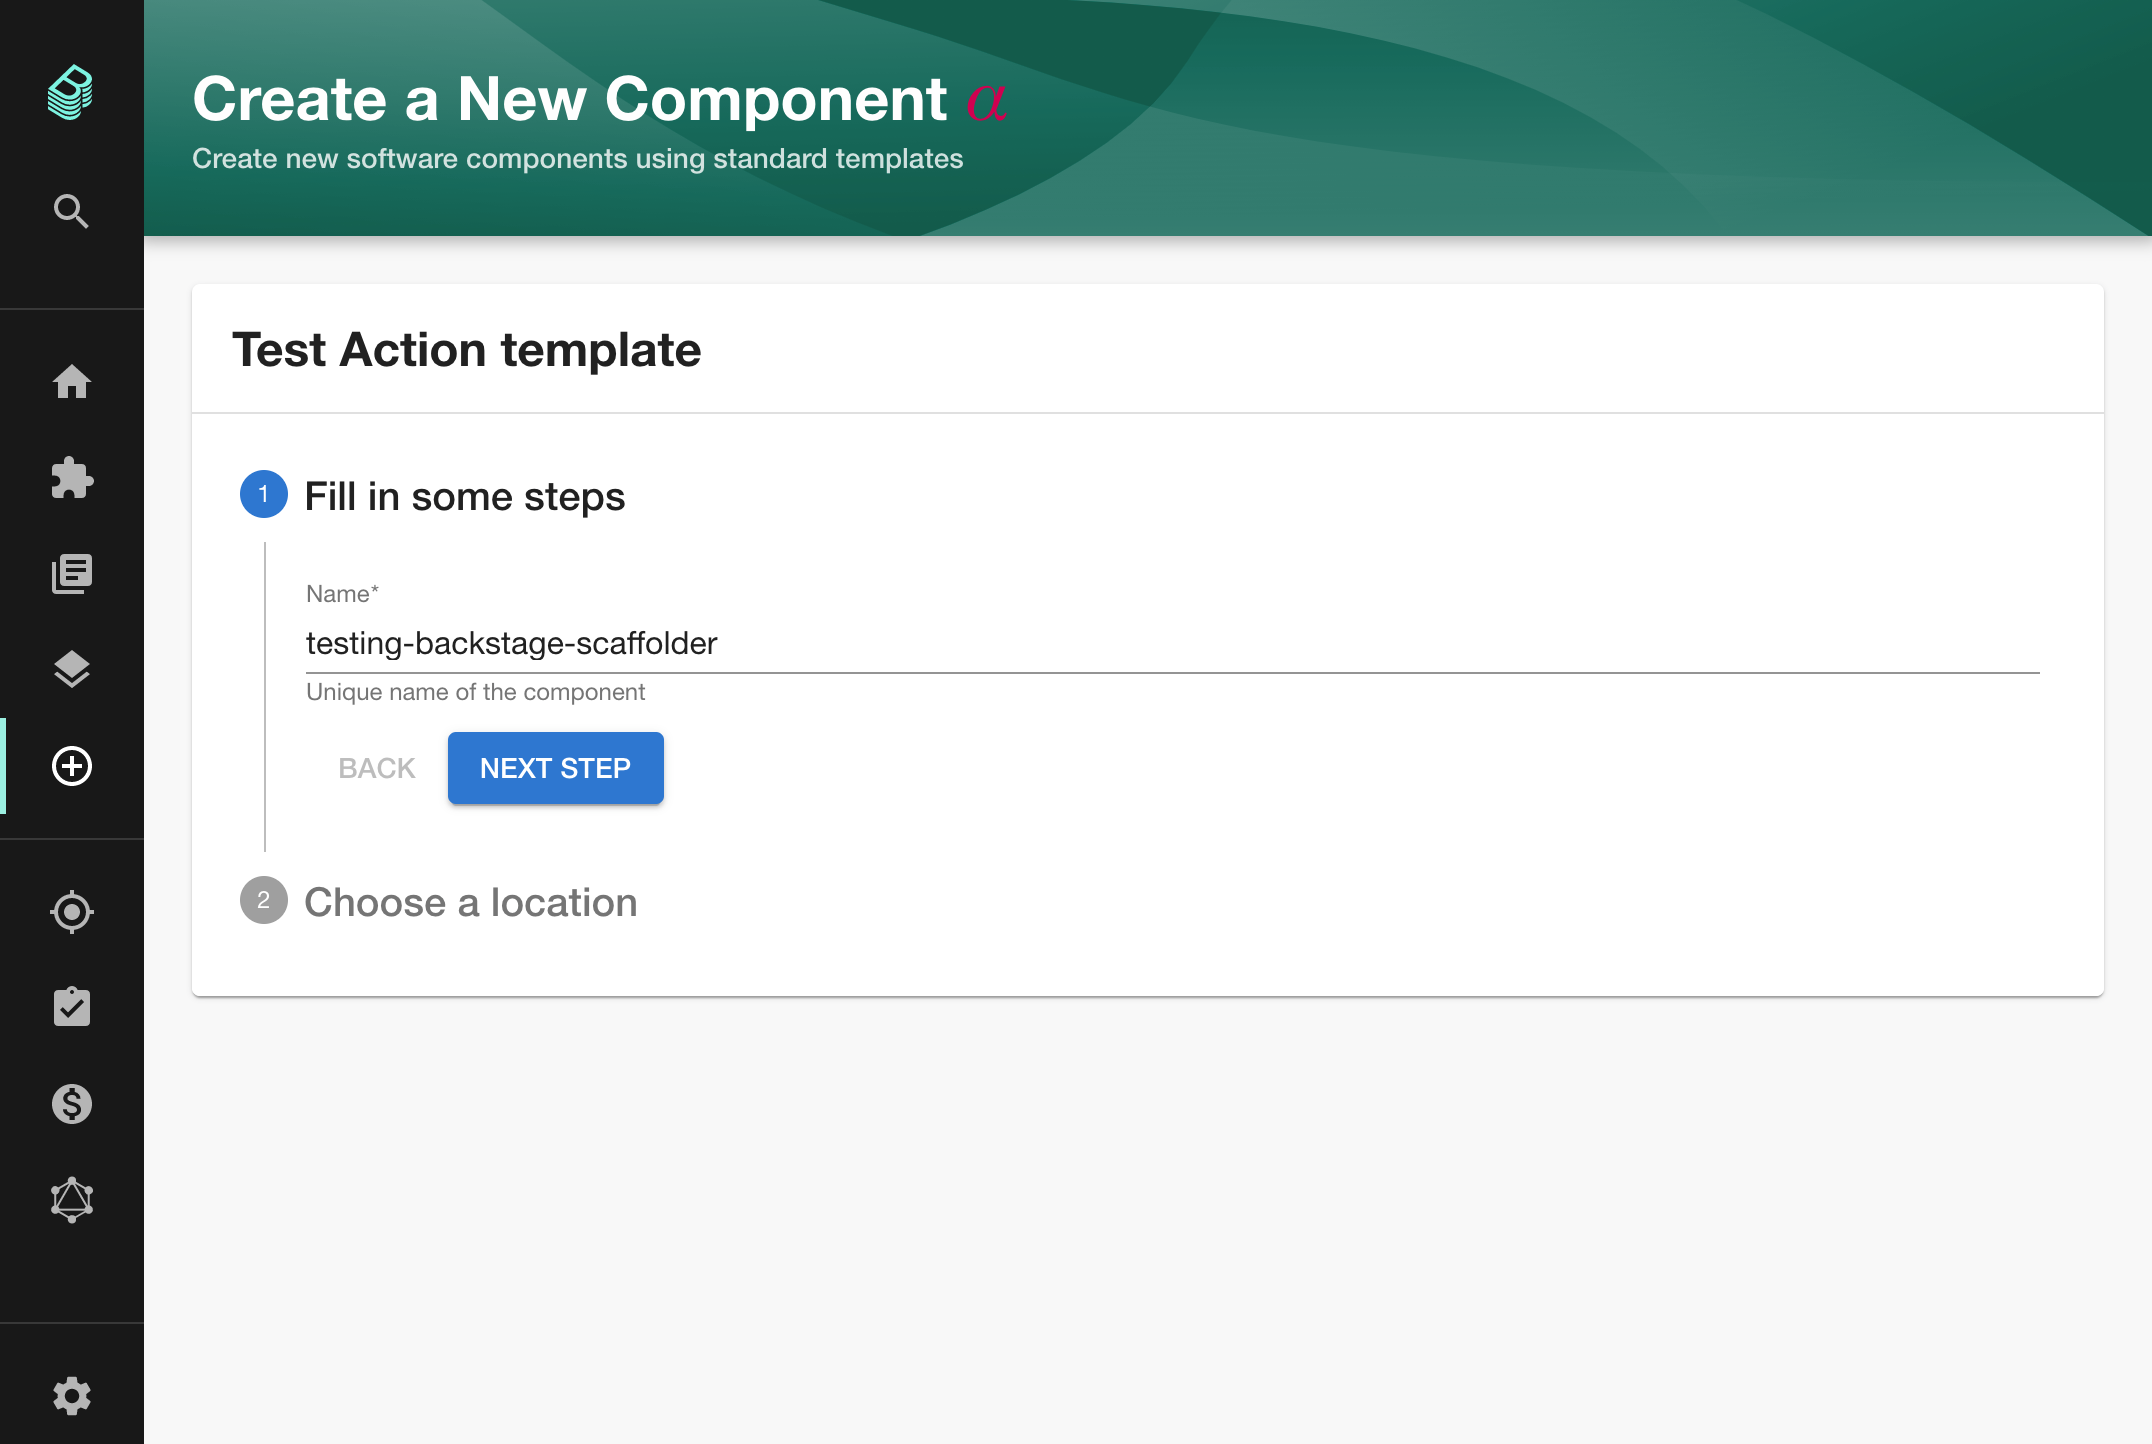 Create a New Component α
Create new software components using standard templates
Test Action template
1 Fill in some steps
Name*
testing-backstage-scaffolder
Unique name of the component
BACK NEXT STEP
2 Choose a location